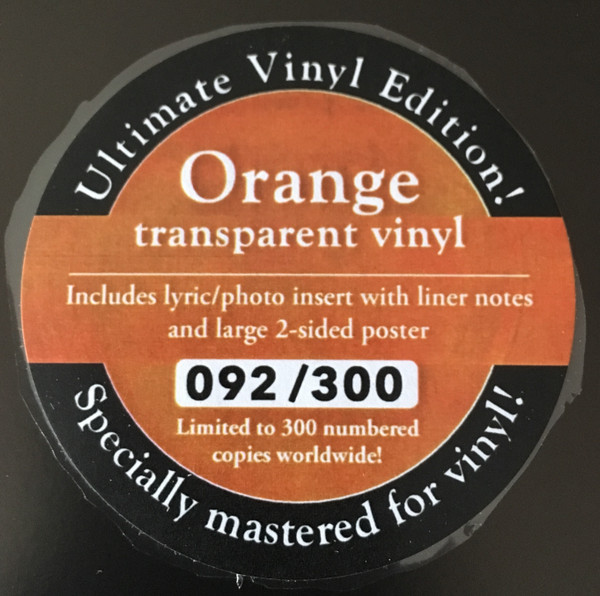 Ultimate Vinyl Edition!
Orange
transparent vinyl
Includes lyric/photo insert with liner notes
and large 2-sided poster
092/300
Limited to 300 numbered
copies worldwide!
Specially mastered for vinyl!